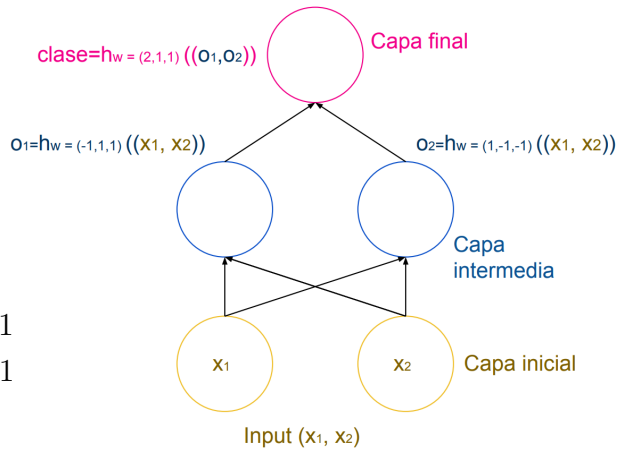 Capa final
clase=hw = (2,1,1) ((o1,o2))
o1=hw = (-1,1,1) ((x1, x2))
o2=hw = (1,-1,-1) ((x1, x2))
Capa
intermedia
1
1
x1
x2
Capa inicial
Input (x1, x2)